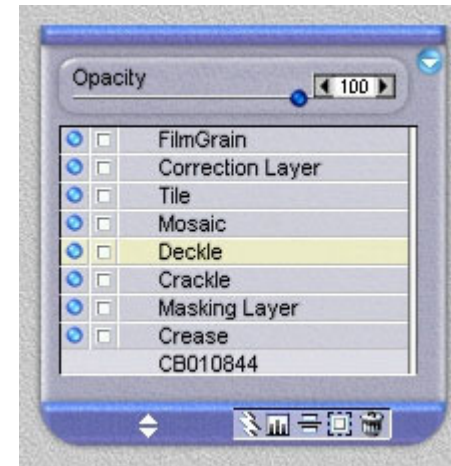 Opacity
100
FilmGrain
Correction Layer
Tile
Mosaic
Deckle
Crackle
Masking Layer
Crease
CB010844